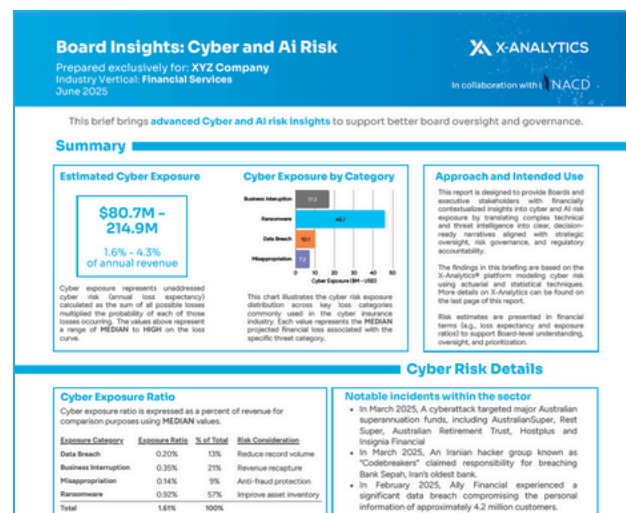 Board Insights: Cyber and Ai Risk
Prepared exclusively for: XYZ Company
Industry Vertical: Financial Services
June 2025
X-ANALYTICS
In collaboration with NACD
This brief brings advanced Cyber and AI risk insights to support better board oversight and governance.
Summary
Estimated Cyber Exposure
$80.7M -
214.9M
1.6% - 4.3%
of annual revenue
Cyber exposure represents unaddressed
cyber risk (annual loss expectancy)
calculated as the sum of all possible losses
multiplied the probability of each of those
losses occurring. The values above represent
a range of MEDIAN to HIGH on the loss
curve.
Cyber Exposure by Category
Business Interuption 17.3
Ransomware 46.1
Data Breach 10.1
Misappropriation 7.2
0 10 20 30 40 50
Cyber Exposure ($M - USD)
This chart illustrates the cyber risk exposure
distribution across key loss categories
commonly used in the cyber insurance
industry. Each value represents the MEDIAN
projected financial loss associated with the
specific threat category.
Approach and Intended Use
This report is designed to provide Boards and
executive stakeholders with financially
contextualized insights into cyber and AI risk
exposure by translating complex technical
and threat intelligence into clear, decision-
ready narratives aligned with strategic
oversight, risk governance, and regulatory
accountability.
The findings in this briefing are based on the
X-Analytics® platform modeling cyber risk
using actuarial and statistical techniques.
More details on X-Analytics can be found on
the last page of this report.
Risk estimates are presented in financial
terms (e.g., loss expectancy and exposure
ratios) to support Board-level understanding,
oversight, and prioritization.
Cyber Risk Details
Cyber Exposure Ratio
Cyber exposure ratio is expressed as a percent of revenue for
comparison purposes using MEDIAN values.
Exposure Category Exposure Ratio % of Total Risk Consideration
Data Breach 0.20% 13% Reduce record volume
Business Interruption 0.35% 21% Revenue recapture
Misappropriation 0.14% 9% Anti-fraud protection
Ransomware 0.92% 57% Improve asset inventory
Total 1.61% 100%
Notable incidents within the sector
• In March 2025, A cyberattack targeted major Australian
superannuation funds, including AustralianSuper, Rest
Super, Australian Retirement Trust, Hostplus and
Insignia Financial
• In March 2025, An Iranian hacker group known as
"Codebreakers" claimed responsibility for breaching
Bank Sepah, Iran's oldest bank.
• In February 2025, Ally Financial experienced a
significant data breach compromising the personal
information of approximately 4.2 million customers.